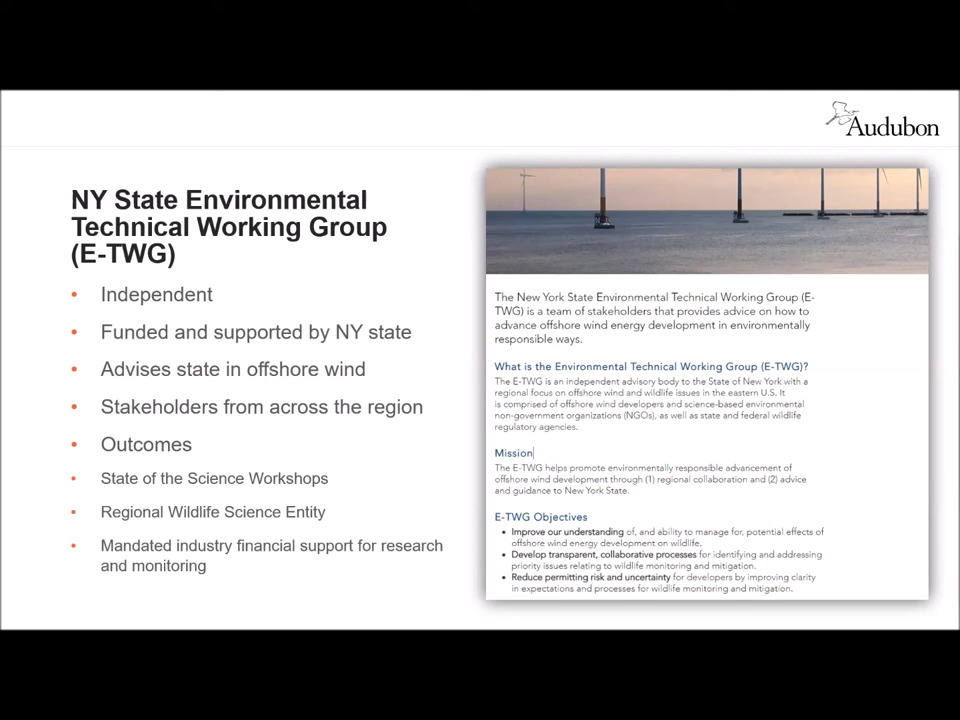 Audubon
NY State Environmental
Technical Working Group
(E-TWG)
• Independent
• Funded and supported by NY state
• Advises state in offshore wind
• Stakeholders from across the region
• Outcomes
• State of the Science Workshops
• Regional Wildlife Science Entity
• Mandated industry financial support for research
and monitoring
The New York State Environmental Technical Working Group (E-
TWG) is a team of stakeholders that provides advice on how to
advance offshore wind energy development in environmentally
responsible ways.
What is the Environmental Technical Working Group (E-TWG)?
The E-TWG is an independent advisory body to the State of New York with a
regional focus on offshore wind and wildlife issues in the eastern U.S. It
is comprised of offshore wind developers and science-based environmental
non-government organizations (NGOs), as well as state and federal wildlife
regulatory agencies.
Mission
The E-TWG helps promote environmentally responsible advancement of
offshore wind development through (1) regional collaboration and (2) advice
and guidance to New York State.
E-TWG Objectives
• Improve our understanding of, and ability to manage for, potential effects of
offshore wind energy development on wildlife.
• Develop transparent, collaborative processes for identifying and addressing
priority issues relating to wildlife monitoring and mitigation.
• Reduce permitting risk and uncertainty for developers by improving clarity
in expectations and processes for wildlife monitoring and mitigation.